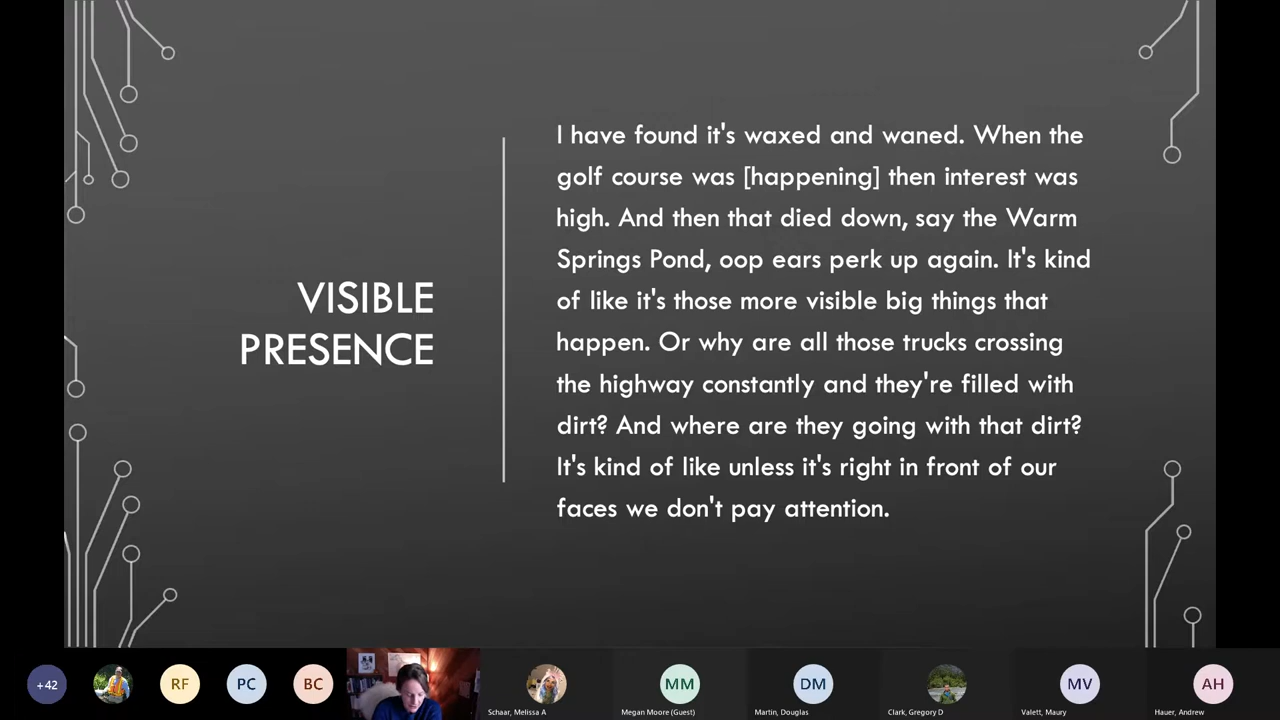 VISIBLE
PRESENCE
I have found it's waxed and waned. When the
golf course was [happening] then interest was
high. And then that died down, say the Warm
Springs Pond, oop ears perk up again. It's kind
of like it's those more visible big things that
happen. Or why are all those trucks crossing
the highway constantly and they're filled with
dirt? And where are they going with that dirt?
It's kind of like unless it's right in front of our
faces we don't pay attention.
+42
RF
PC
BC
MM
DM
MV
AH
Schaar, Melissa A
Megan Moore (Guest)
Martin, Douglas
Clark, Gregory D
Valett, Maury
Hauer, Andrew